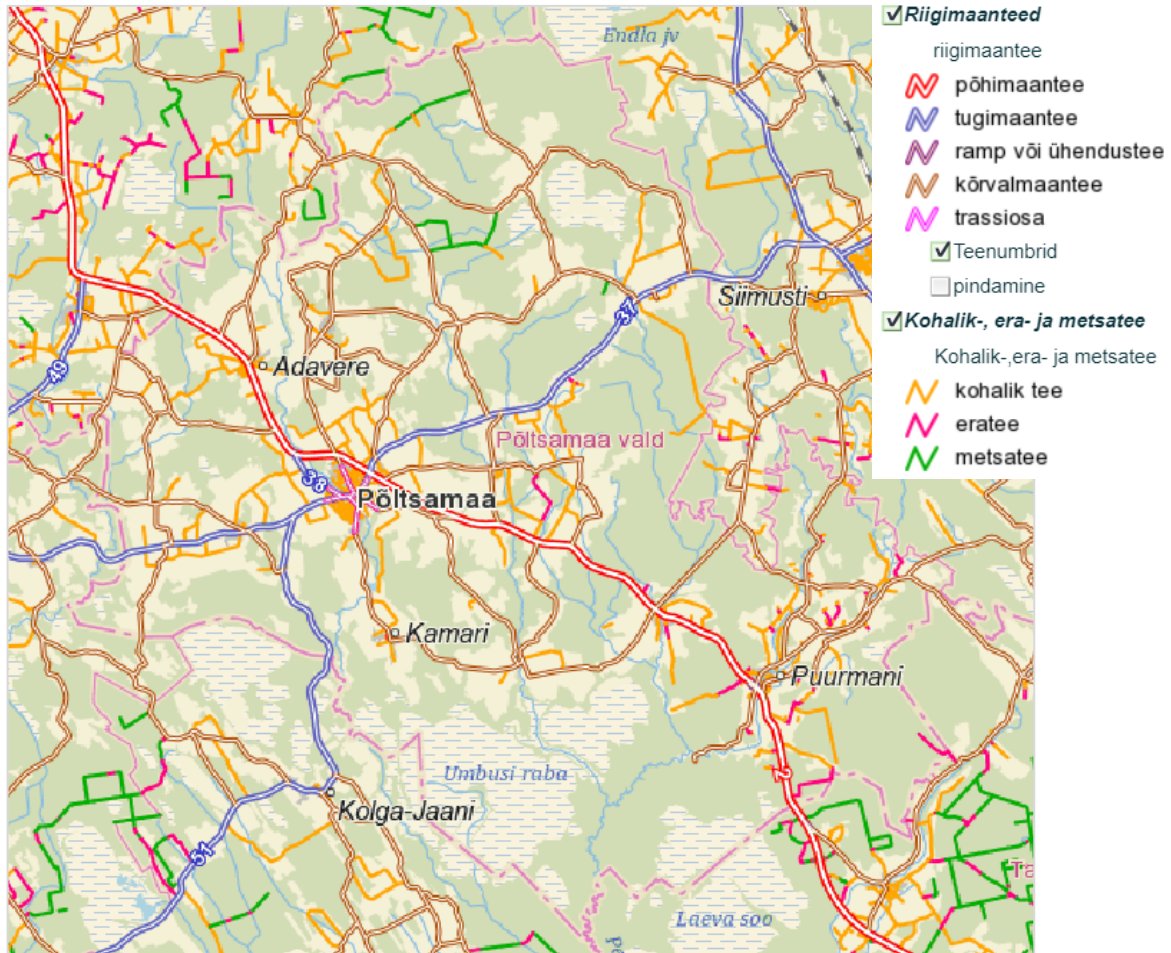 Endla jv
Siimusti
37
49
Adavere
Põltsamaa vald
38
Põltsamaa
Kamari
Puurmani
Umbusi raba
2
Kolga-Jaani
Laeva soo
Riigimaanteed
riigimaantee
põhimaantee
tugimaantee
ramp või ühendustee
kõrvalmaantee
trassiosa
Teenumbrid
pindamine
Kohalik-, era- ja metsatee
Kohalik-,era- ja metsatee
kohalik tee
eratee
metsatee